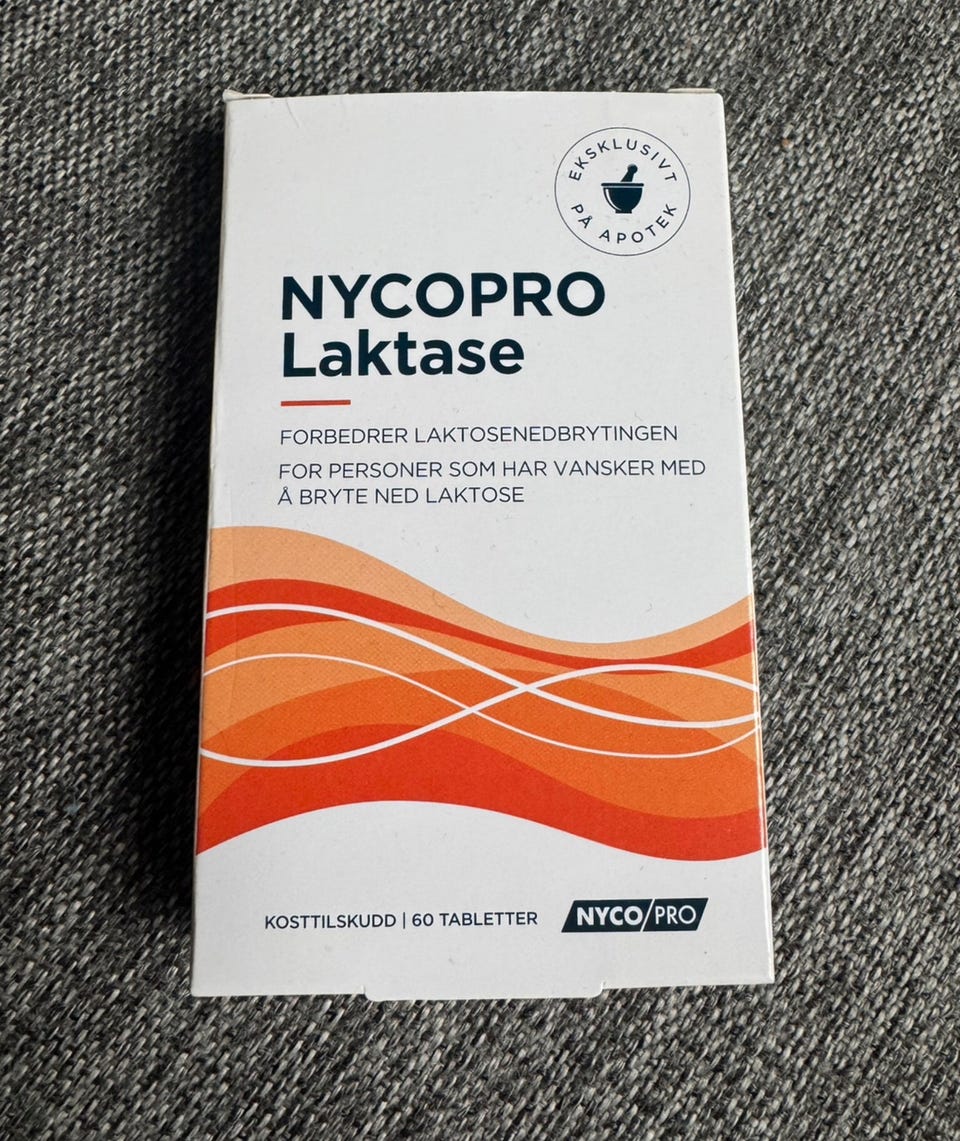 EKSKLUSIVT
PÅ APOTEK
NYCOPRO
Laktase
FORBEDRER LAKTOSENEDBRYTINGEN
FOR PERSONER SOM HAR VANSKER MED
Å BRYTE NED LAKTOSE
KOSTTILSKUDD | 60 TABLETTER
NYCO/PRO